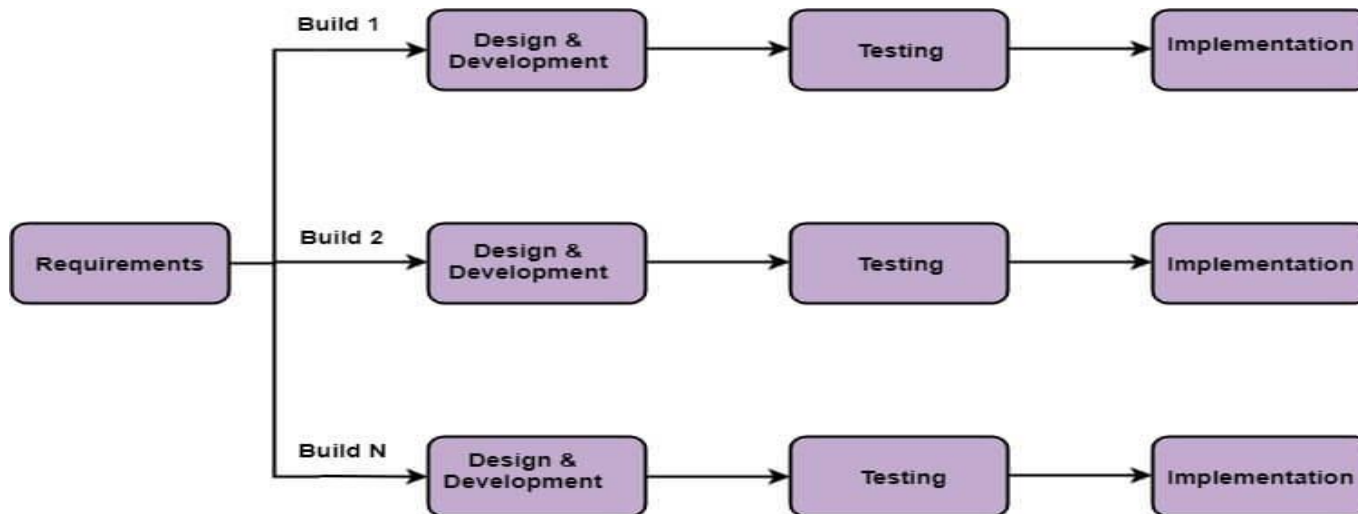 Build 1
Design &
Development
Testing
Implementation
Requirements
Build 2
Design &
Development
Testing
Implementation
Build N
Design &
Development
Testing
Implementation